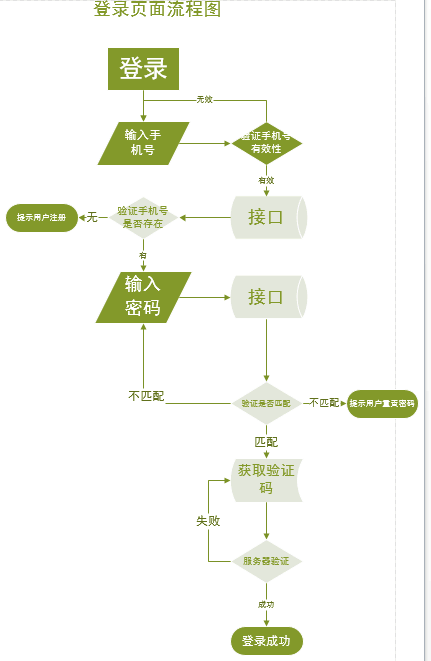 登录页面流程图
登录
无效
输入手
机号
验证手机号
有效性
有效
提示用户注册
无
验证手机号
是否存在
接口
有
输入
密码
接口
不匹配
验证是否匹配
不匹配
提示用户重查密码
匹配
获取验证
码
失败
服务器验证
成功
登录成功